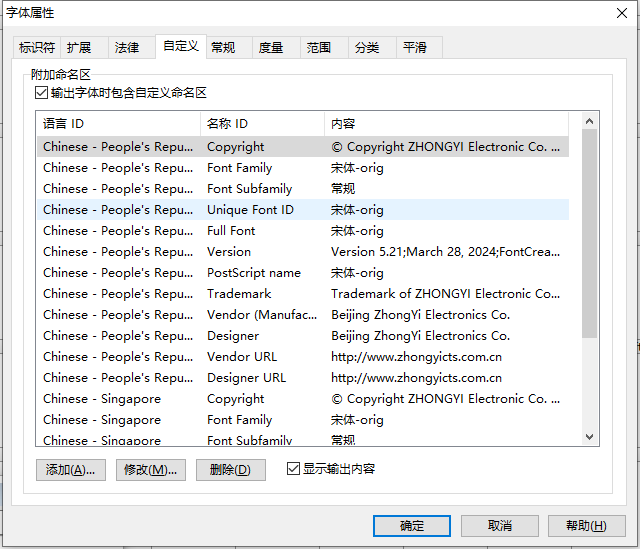 字体属性
标识符 扩展 法律 自定义 常规 度量 范围 分类 平滑
附加命名区
输出字体时包含自定义命名区
语言 ID 名称 ID 内容
Chinese - People's Repu... Copyright © Copyright ZHONGYI Electronic Co. ...
Chinese - People's Repu... Font Family 宋体-orig
Chinese - People's Repu... Font Subfamily 常规
Chinese - People's Repu... Unique Font ID 宋体-orig
Chinese - People's Repu... Full Font 宋体-orig
Chinese - People's Repu... Version Version 5.21;March 28, 2024;FontCrea...
Chinese - People's Repu... PostScript name 宋体-orig
Chinese - People's Repu... Trademark Trademark of ZHONGYI Electronic Co...
Chinese - People's Repu... Vendor (Manufac... Beijing ZhongYi Electronics Co.
Chinese - People's Repu... Designer Beijing ZhongYi Electronics Co.
Chinese - People's Repu... Vendor URL http://www.zhongyicts.com.cn
Chinese - People's Repu... Designer URL http://www.zhongyicts.com.cn
Chinese - Singapore Copyright © Copyright ZHONGYI Electronic Co. ...
Chinese - Singapore Font Family 宋体-orig
Chinese - Singapore Font Subfamily 常规
添加(A)... 修改(M)... 删除(D) 显示输出内容
确定 取消 帮助(H)